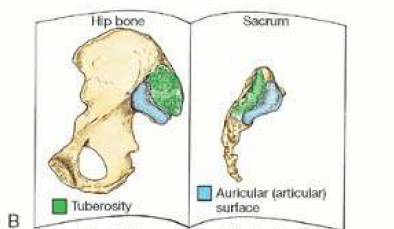 Hip bone
Sacrum
Tuberosity
Auricular (articular)
surface
B